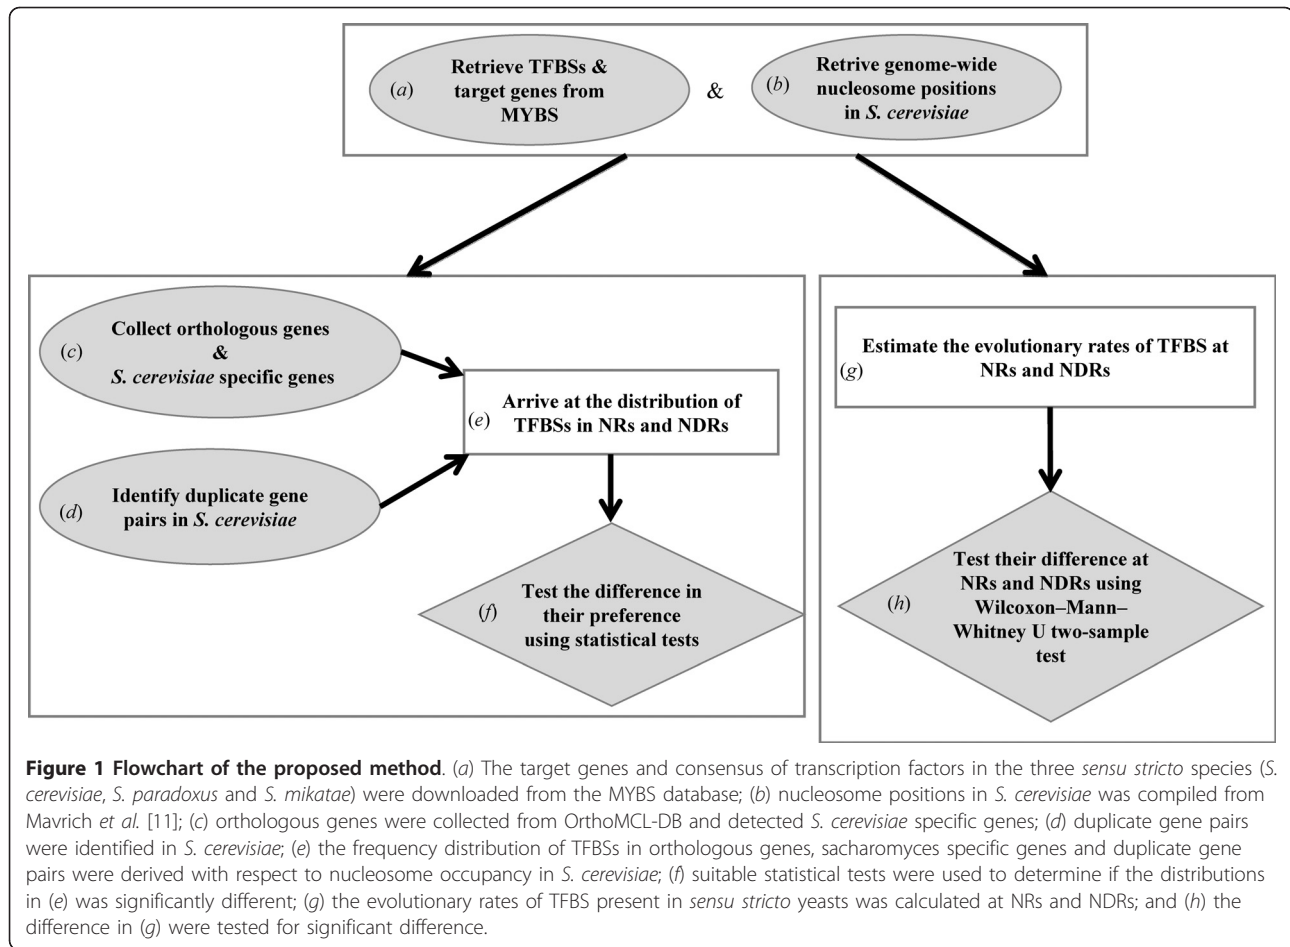 (a) Retrieve TFBSs &
target genes from
MYBS
&
(b) Retrive genome-wide
nucleosome positions
in S. cerevisiae
Collect orthologous genes
(c) &
S. cerevisiae specific genes
(d) Identify duplicate gene
pairs in S. cerevisiae
(e) Arrive at the distribution of
TFBSs in NRs and NDRs
(f) Test the difference in
their preference
using statistical tests
(g) Estimate the evolutionary rates of TFBS at
NRs and NDRs
(h) Test their difference at
NRs and NDRs using
Wilcoxon–Mann–
Whitney U two-sample
test
Figure 1 Flowchart of the proposed method. (a) The target genes and consensus of transcription factors in the three sensu stricto species (S.
cerevisiae, S. paradoxus and S. mikatae) were downloaded from the MYBS database; (b) nucleosome positions in S. cerevisiae was compiled from
Mavrich et al. [11]; (c) orthologous genes were collected from OrthoMCL-DB and detected S. cerevisiae specific genes; (d) duplicate gene pairs
were identified in S. cerevisiae; (e) the frequency distribution of TFBSs in orthologous genes, sacharomyces specific genes and duplicate gene
pairs were derived with respect to nucleosome occupancy in S. cerevisiae; (f) suitable statistical tests were used to determine if the distributions
in (e) was significantly different; (g) the evolutionary rates of TFBS present in sensu stricto yeasts was calculated at NRs and NDRs; and (h) the
difference in (g) were tested for significant difference.